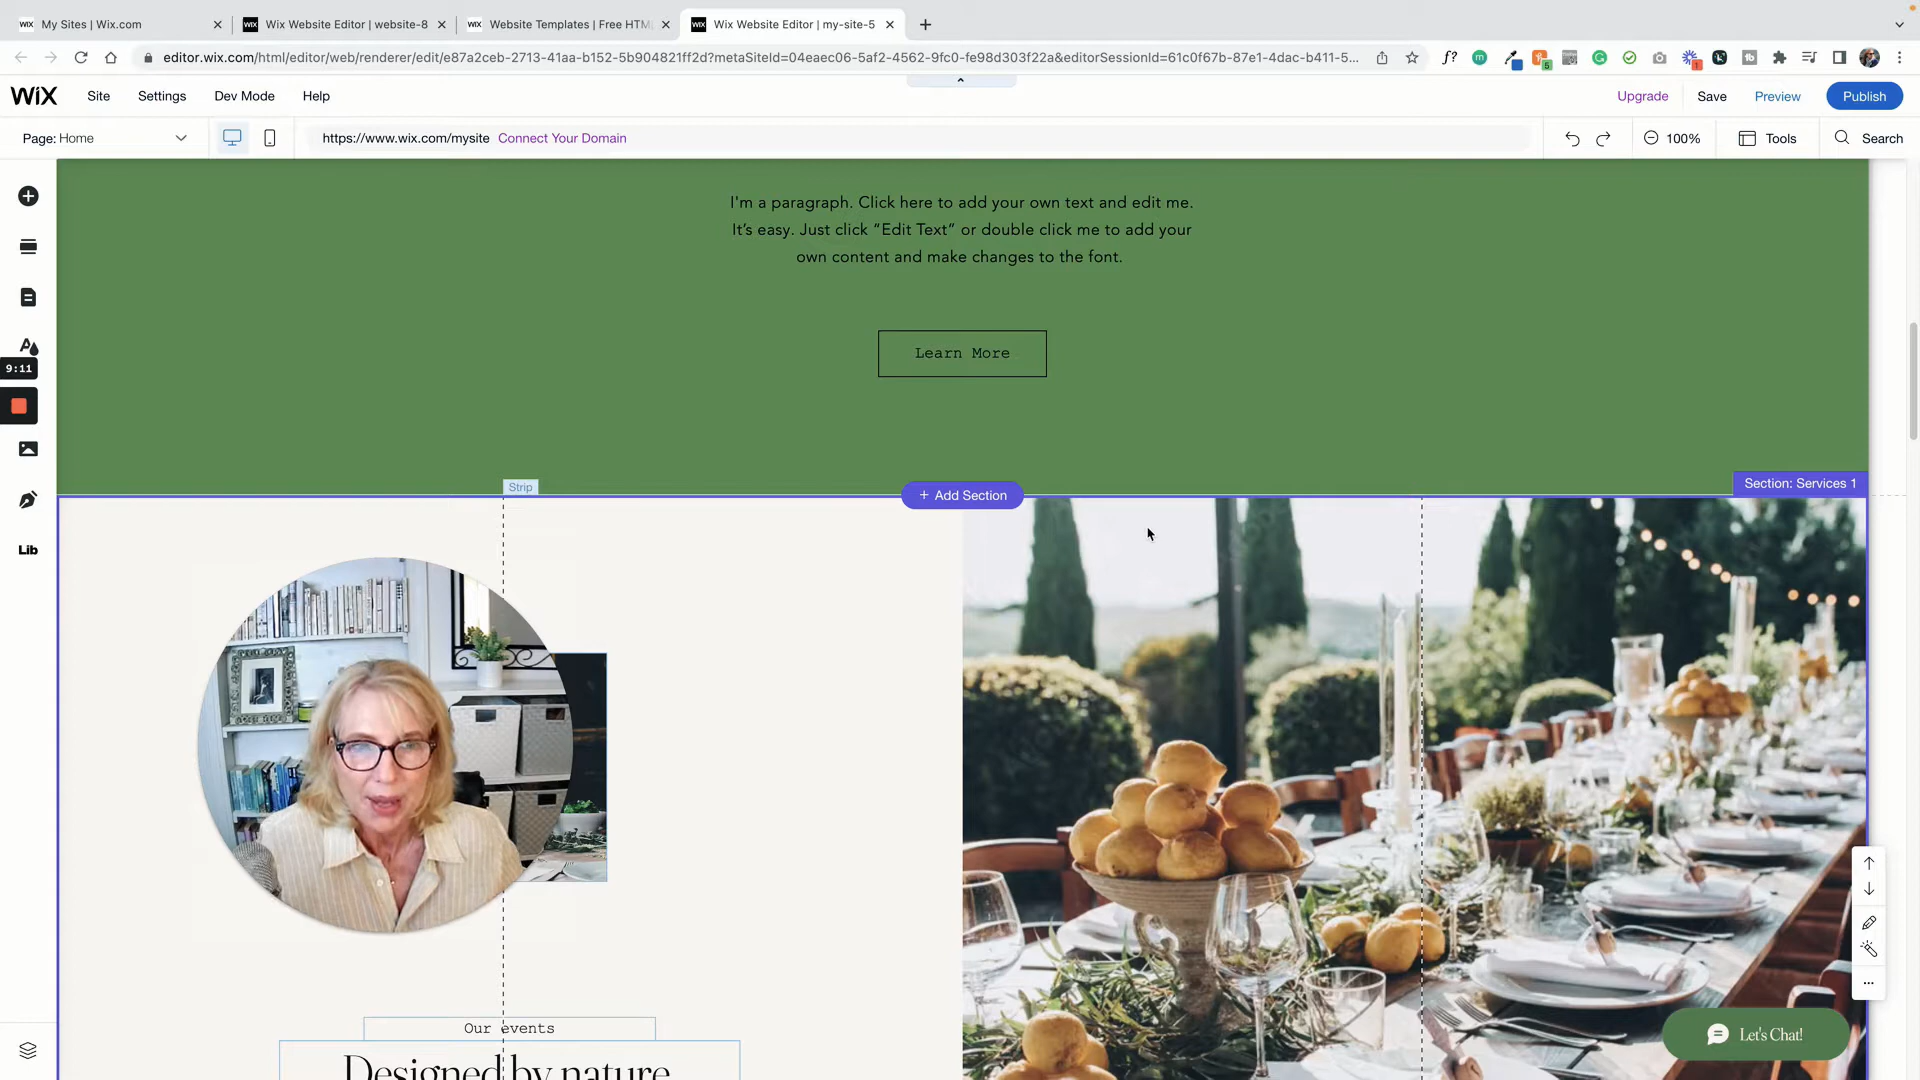 WIX My Sites | Wix.com
WIX Wix Website Editor | website-8
WIX Website Templates | Free HTM
WIX Wix Website Editor | my-site-5
editor.wix.com/html/editor/web/renderer/edit/e87a2ceb-2713-41aa-b152-5b904821ff2d?metaSiteId=04eaec06-5af2-4562-9fc0-fe98d303f22a&editorSessionId=61c0f67b-87e1-4dac-b411-5...
WIX Site Settings Dev Mode Help Upgrade Save Preview Publish
Page: Home https://www.wix.com/mysite Connect Your Domain 100% Tools Search
I'm a paragraph. Click here to add your own text and edit me.
It's easy. Just click “Edit Text” or double click me to add your
own content and make changes to the font.
Learn More
9:11
Lib
Strip
+ Add Section
Section: Services 1
Our events
Designed by nature
Let's Chat!